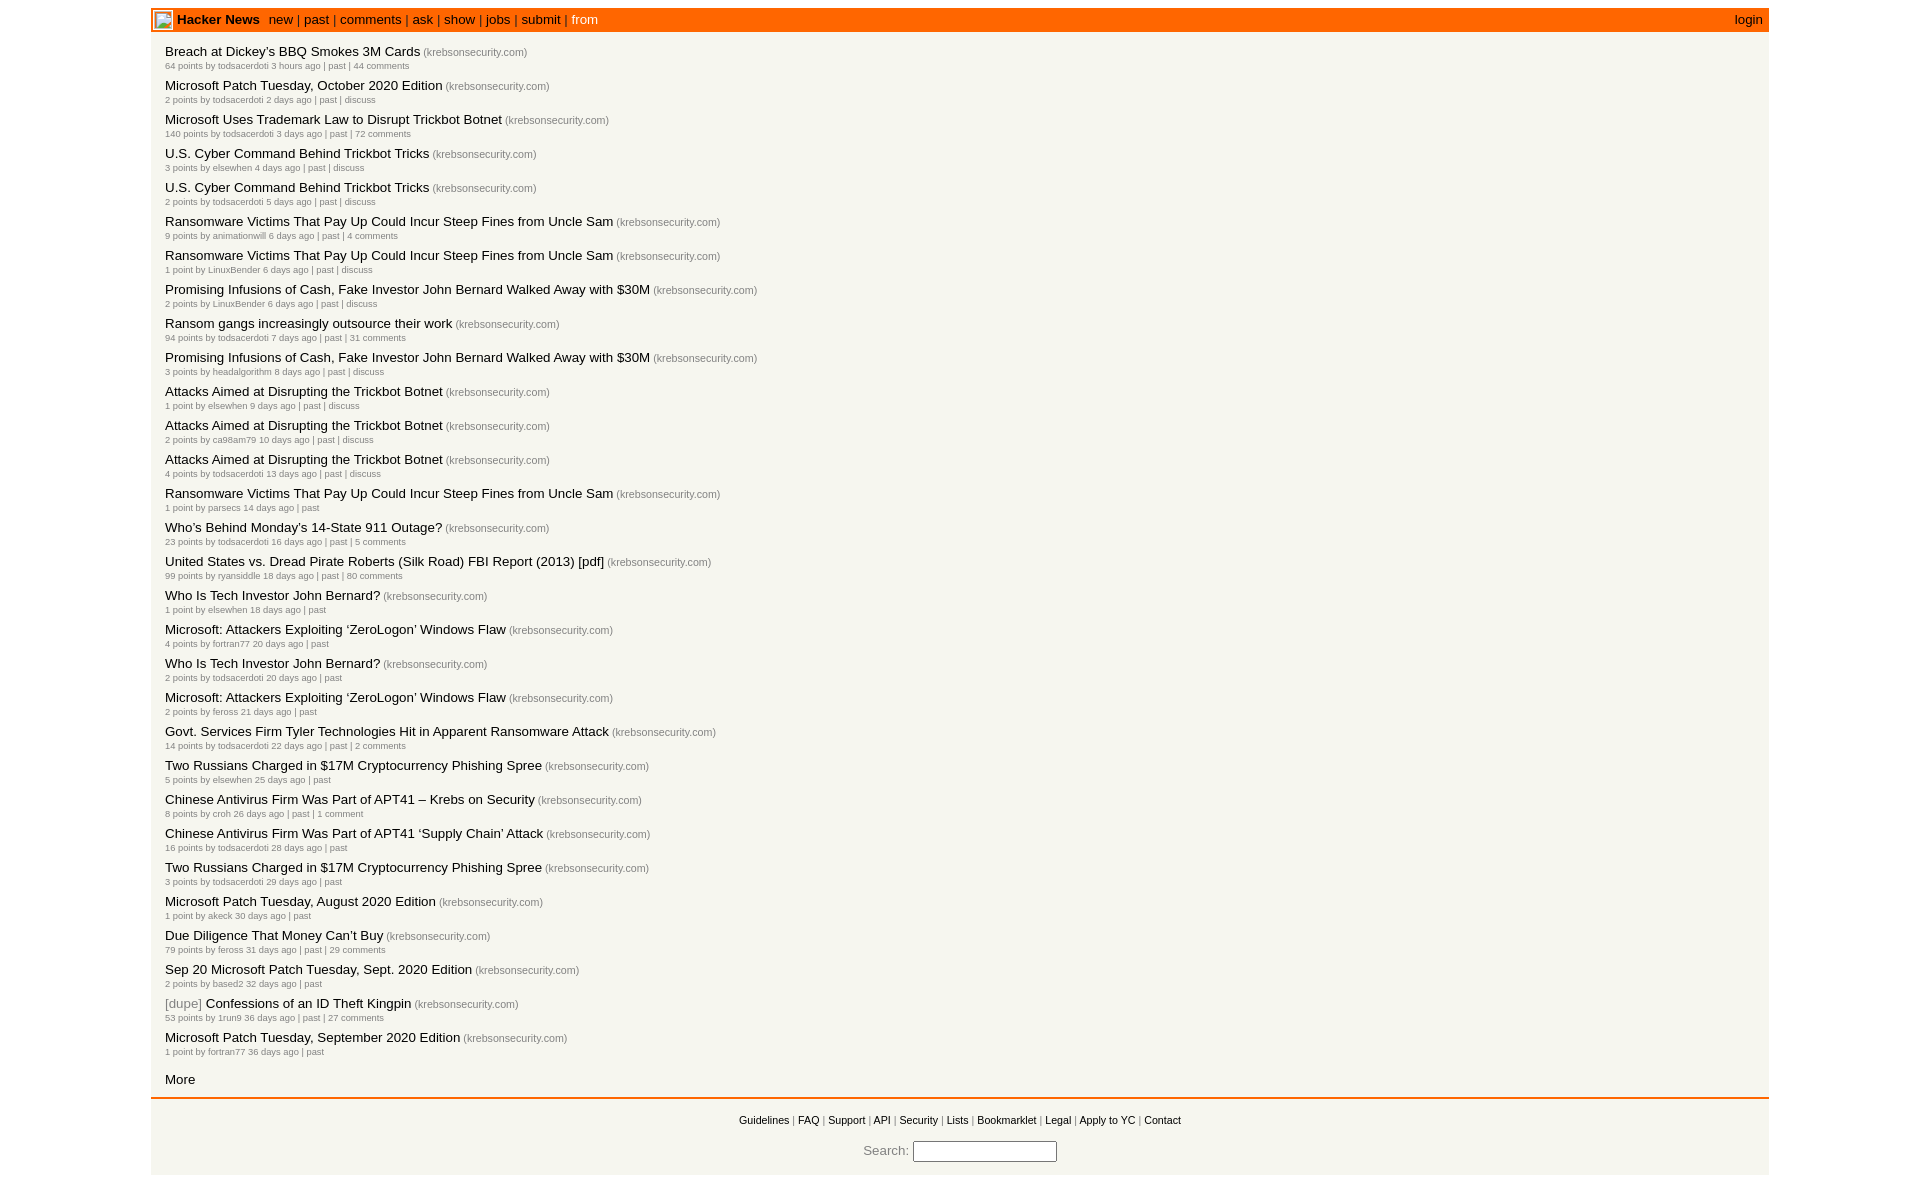 Hacker News new | past | comments | ask | show | jobs | submit | from login
Breach at Dickey’s BBQ Smokes 3M Cards (krebsonsecurity.com)
64 points by todsacerdoti 3 hours ago | past | 44 comments
Microsoft Patch Tuesday, October 2020 Edition (krebsonsecurity.com)
2 points by todsacerdoti 2 days ago | past | discuss
Microsoft Uses Trademark Law to Disrupt Trickbot Botnet (krebsonsecurity.com)
140 points by todsacerdoti 3 days ago | past | 72 comments
U.S. Cyber Command Behind Trickbot Tricks (krebsonsecurity.com)
3 points by elsewhen 4 days ago | past | discuss
U.S. Cyber Command Behind Trickbot Tricks (krebsonsecurity.com)
2 points by todsacerdoti 5 days ago | past | discuss
Ransomware Victims That Pay Up Could Incur Steep Fines from Uncle Sam (krebsonsecurity.com)
9 points by animationwill 6 days ago | past | 4 comments
Ransomware Victims That Pay Up Could Incur Steep Fines from Uncle Sam (krebsonsecurity.com)
1 point by LinuxBender 6 days ago | past | discuss
Promising Infusions of Cash, Fake Investor John Bernard Walked Away with $30M (krebsonsecurity.com)
2 points by LinuxBender 6 days ago | past | discuss
Ransom gangs increasingly outsource their work (krebsonsecurity.com)
94 points by todsacerdoti 7 days ago | past | 31 comments
Promising Infusions of Cash, Fake Investor John Bernard Walked Away with $30M (krebsonsecurity.com)
3 points by headalgorithm 8 days ago | past | discuss
Attacks Aimed at Disrupting the Trickbot Botnet (krebsonsecurity.com)
1 point by elsewhen 9 days ago | past | discuss
Attacks Aimed at Disrupting the Trickbot Botnet (krebsonsecurity.com)
2 points by ca98am79 10 days ago | past | discuss
Attacks Aimed at Disrupting the Trickbot Botnet (krebsonsecurity.com)
4 points by todsacerdoti 13 days ago | past | discuss
Ransomware Victims That Pay Up Could Incur Steep Fines from Uncle Sam (krebsonsecurity.com)
1 point by parsecs 14 days ago | past
Who’s Behind Monday’s 14-State 911 Outage? (krebsonsecurity.com)
23 points by todsacerdoti 16 days ago | past | 5 comments
United States vs. Dread Pirate Roberts (Silk Road) FBI Report (2013) [pdf] (krebsonsecurity.com)
99 points by ryansiddle 18 days ago | past | 80 comments
Who Is Tech Investor John Bernard? (krebsonsecurity.com)
1 point by elsewhen 18 days ago | past
Microsoft: Attackers Exploiting ‘ZeroLogon’ Windows Flaw (krebsonsecurity.com)
4 points by fortran77 20 days ago | past
Who Is Tech Investor John Bernard? (krebsonsecurity.com)
2 points by todsacerdoti 20 days ago | past
Microsoft: Attackers Exploiting ‘ZeroLogon’ Windows Flaw (krebsonsecurity.com)
2 points by feross 21 days ago | past
Govt. Services Firm Tyler Technologies Hit in Apparent Ransomware Attack (krebsonsecurity.com)
14 points by todsacerdoti 22 days ago | past | 2 comments
Two Russians Charged in $17M Cryptocurrency Phishing Spree (krebsonsecurity.com)
5 points by elsewhen 25 days ago | past
Chinese Antivirus Firm Was Part of APT41 – Krebs on Security (krebsonsecurity.com)
8 points by croh 26 days ago | past | 1 comment
Chinese Antivirus Firm Was Part of APT41 ‘Supply Chain’ Attack (krebsonsecurity.com)
16 points by todsacerdoti 28 days ago | past
Two Russians Charged in $17M Cryptocurrency Phishing Spree (krebsonsecurity.com)
3 points by todsacerdoti 29 days ago | past
Microsoft Patch Tuesday, August 2020 Edition (krebsonsecurity.com)
1 point by akeck 30 days ago | past
Due Diligence That Money Can’t Buy (krebsonsecurity.com)
79 points by feross 31 days ago | past | 29 comments
Sep 20 Microsoft Patch Tuesday, Sept. 2020 Edition (krebsonsecurity.com)
2 points by based2 32 days ago | past
[dupe] Confessions of an ID Theft Kingpin (krebsonsecurity.com)
53 points by 1run9 36 days ago | past | 27 comments
Microsoft Patch Tuesday, September 2020 Edition (krebsonsecurity.com)
1 point by fortran77 36 days ago | past
More
Guidelines | FAQ | Support | API | Security | Lists | Bookmarklet | Legal | Apply to YC | Contact
Search: